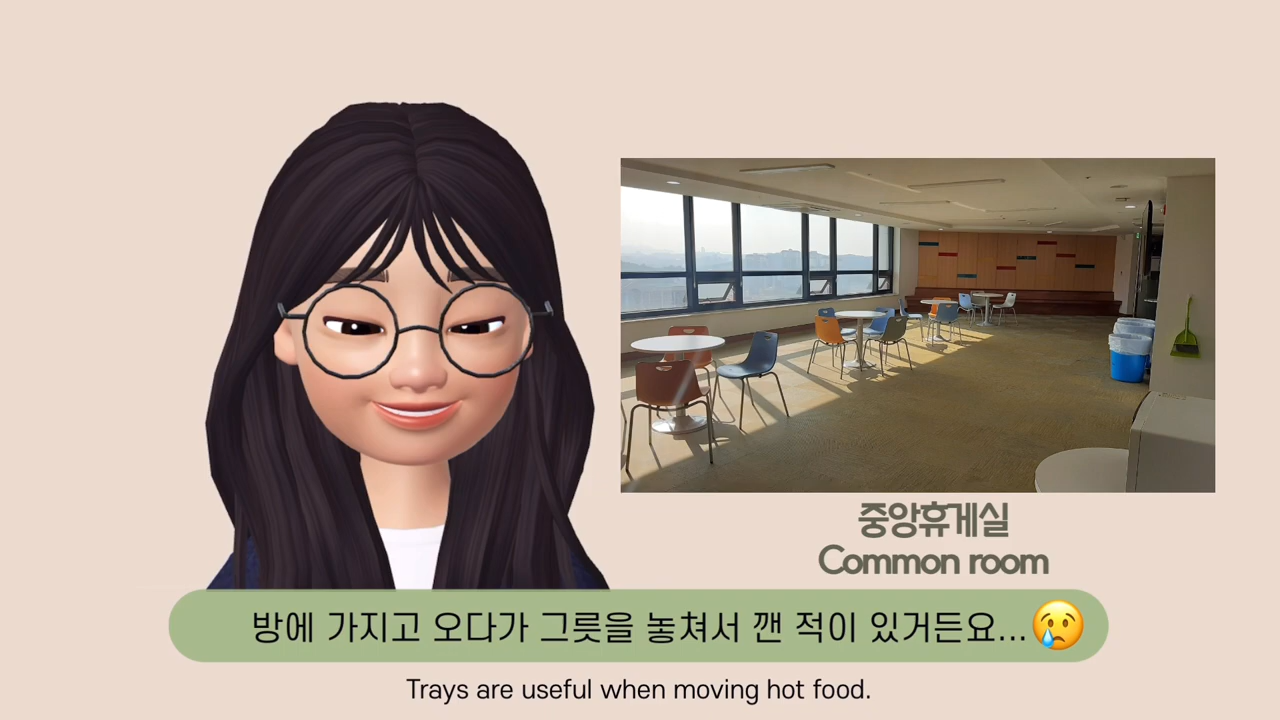 중앙휴게실
Common room
방에 가지고 오다가 그릇을 놓쳐서 깬 적이 있거든요...😢
Trays are useful when moving hot food.